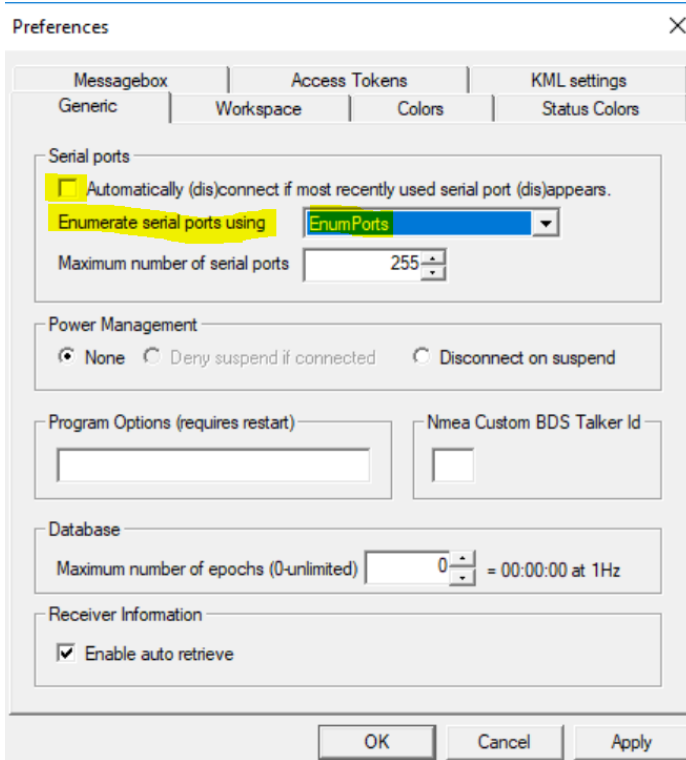 Preferences
Messagebox Access Tokens KML settings
Generic Workspace Colors Status Colors
Serial ports
Automatically (dis)connect if most recently used serial port (dis)appears.
Enumerate serial ports using EnumPorts
Maximum number of serial ports 255
Power Management
None Deny suspend if connected Disconnect on suspend
Program Options (requires restart) Nmea Custom BDS Talker Id
Database
Maximum number of epochs (0-unlimited) 0 = 00:00:00 at 1Hz
Receiver Information
Enable auto retrieve
OK Cancel Apply